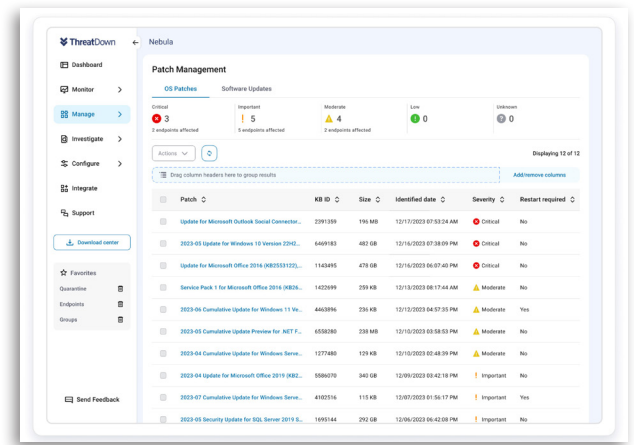 ThreatDown
Nebula
Dashboard
Monitor
Manage
Investigate
Configure
Integrate
Support
Download center
Favorites
Quarantine
Endpoints
Groups
Send Feedback
Patch Management
OS Patches Software Updates
Critical Important Moderate Low Unknown
3 5 4 0 0
3 endpoints affected 5 endpoints affected 2 endpoints affected
Actions
Displaying 12 of 12
Drag column headers here to group results
Add/remove columns
Patch KB ID Size Identified date Severity Restart required
Update for Microsoft Outlook Social Connector... 2391359 196 MB 12/17/2023 07:53:24 AM Critical No
2023-05 Update for Windows 10 Version 22H2... 6469183 482 GB 12/16/2023 07:38:09 PM Critical No
Update for Microsoft Office 2016 (KB2553122),... 1143495 478 GB 12/16/2023 06:07:40 PM Critical No
Service Pack 1 for Microsoft Office 2016 (KB26... 1422699 259 KB 12/13/2023 08:17:44 AM Moderate No
2023-06 Cumulative Update for Windows 11 Ve... 4463896 236 KB 12/12/2023 04:57:35 PM Moderate Yes
2023-05 Cumulative Update Preview for .NET F... 6558280 238 MB 12/10/2023 03:58:53 PM Moderate No
2023-04 Cumulative Update for Windows Serve... 1277480 129 KB 12/10/2023 02:48:39 PM Moderate No
2023-04 Update for Microsoft Office 2019 (KB2... 5586070 340 GB 12/09/2023 03:42:18 PM Important No
2023-07 Cumulative Update for Windows Serve... 4102516 115 KB 12/07/2023 01:56:17 PM Important Yes
2023-05 Security Update for SQL Server 2019 S... 1695144 292 GB 12/06/2023 06:42:08 PM Important No